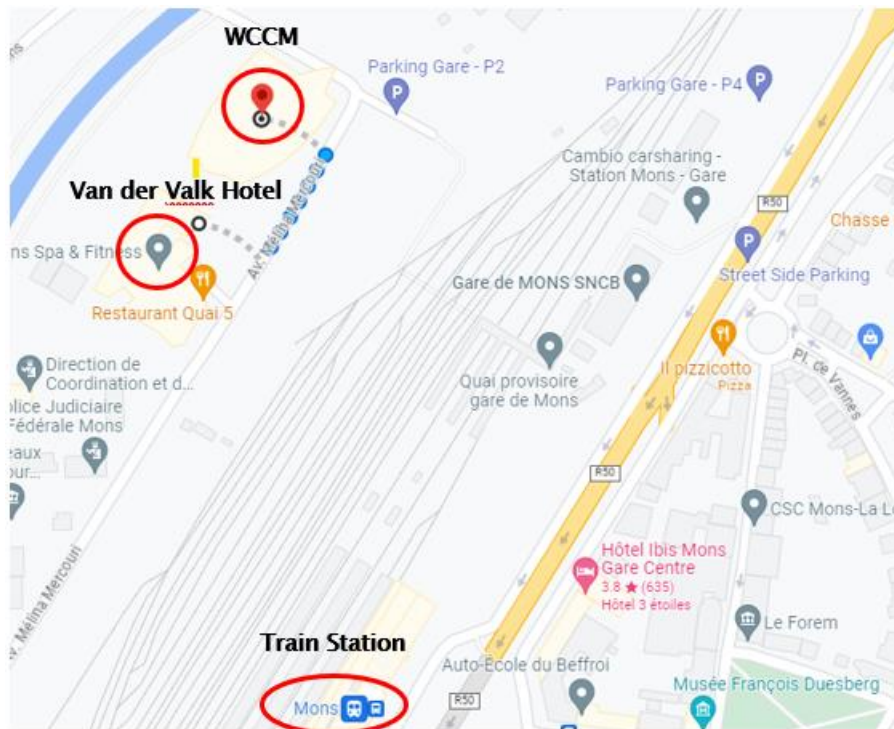 WCCM
Parking Gare - P2
Parking Gare - P4
Cambio carsharing -
Station Mons - Gare
R50
Van der Valk Hotel
Chasse
ns Spa & Fitness
Av. Mélina Mercouri
Gare de MONS SNCB
Street Side Parking
Restaurant Quai 5
Il pizzicotto
Pizza
Pl. de Vannes
Direction de
Coordination et d...
Quai provisoire
gare de Mons
olice Judiciaire
Fédérale Mons
eaux
our...
R50
CSC Mons-La Lo
Hôtel Ibis Mons
Gare Centre
3.8 ★ (635)
Hôtel 3 étoiles
Av. Mélina Mercouri
Le Forem
Train Station
Auto-Ecole du Beffroi
Musée François Duesberg
Mons
R50